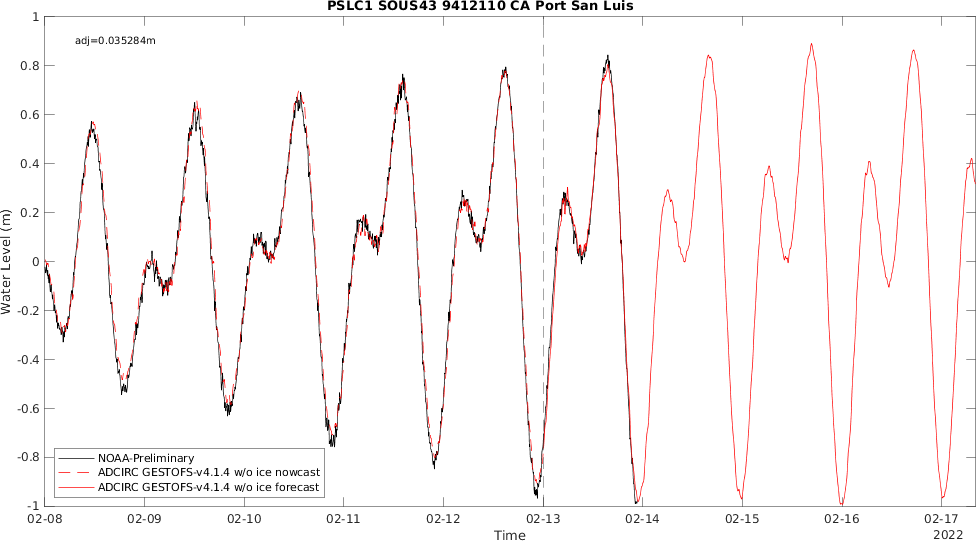 PSLC1 SOUS43 9412110 CA Port San Luis
adj=0.035284m
1
0.8
0.6
0.4
0.2
0
-0.2
-0.4
-0.6
-0.8
-1
Water Level (m)
NOAA-Preliminary
ADCIRC GESTOFS-v4.1.4 w/o ice nowcast
ADCIRC GESTOFS-v4.1.4 w/o ice forecast
02-08 02-09 02-10 02-11 02-12 02-13 02-14 02-15 02-16 02-17
Time
2022